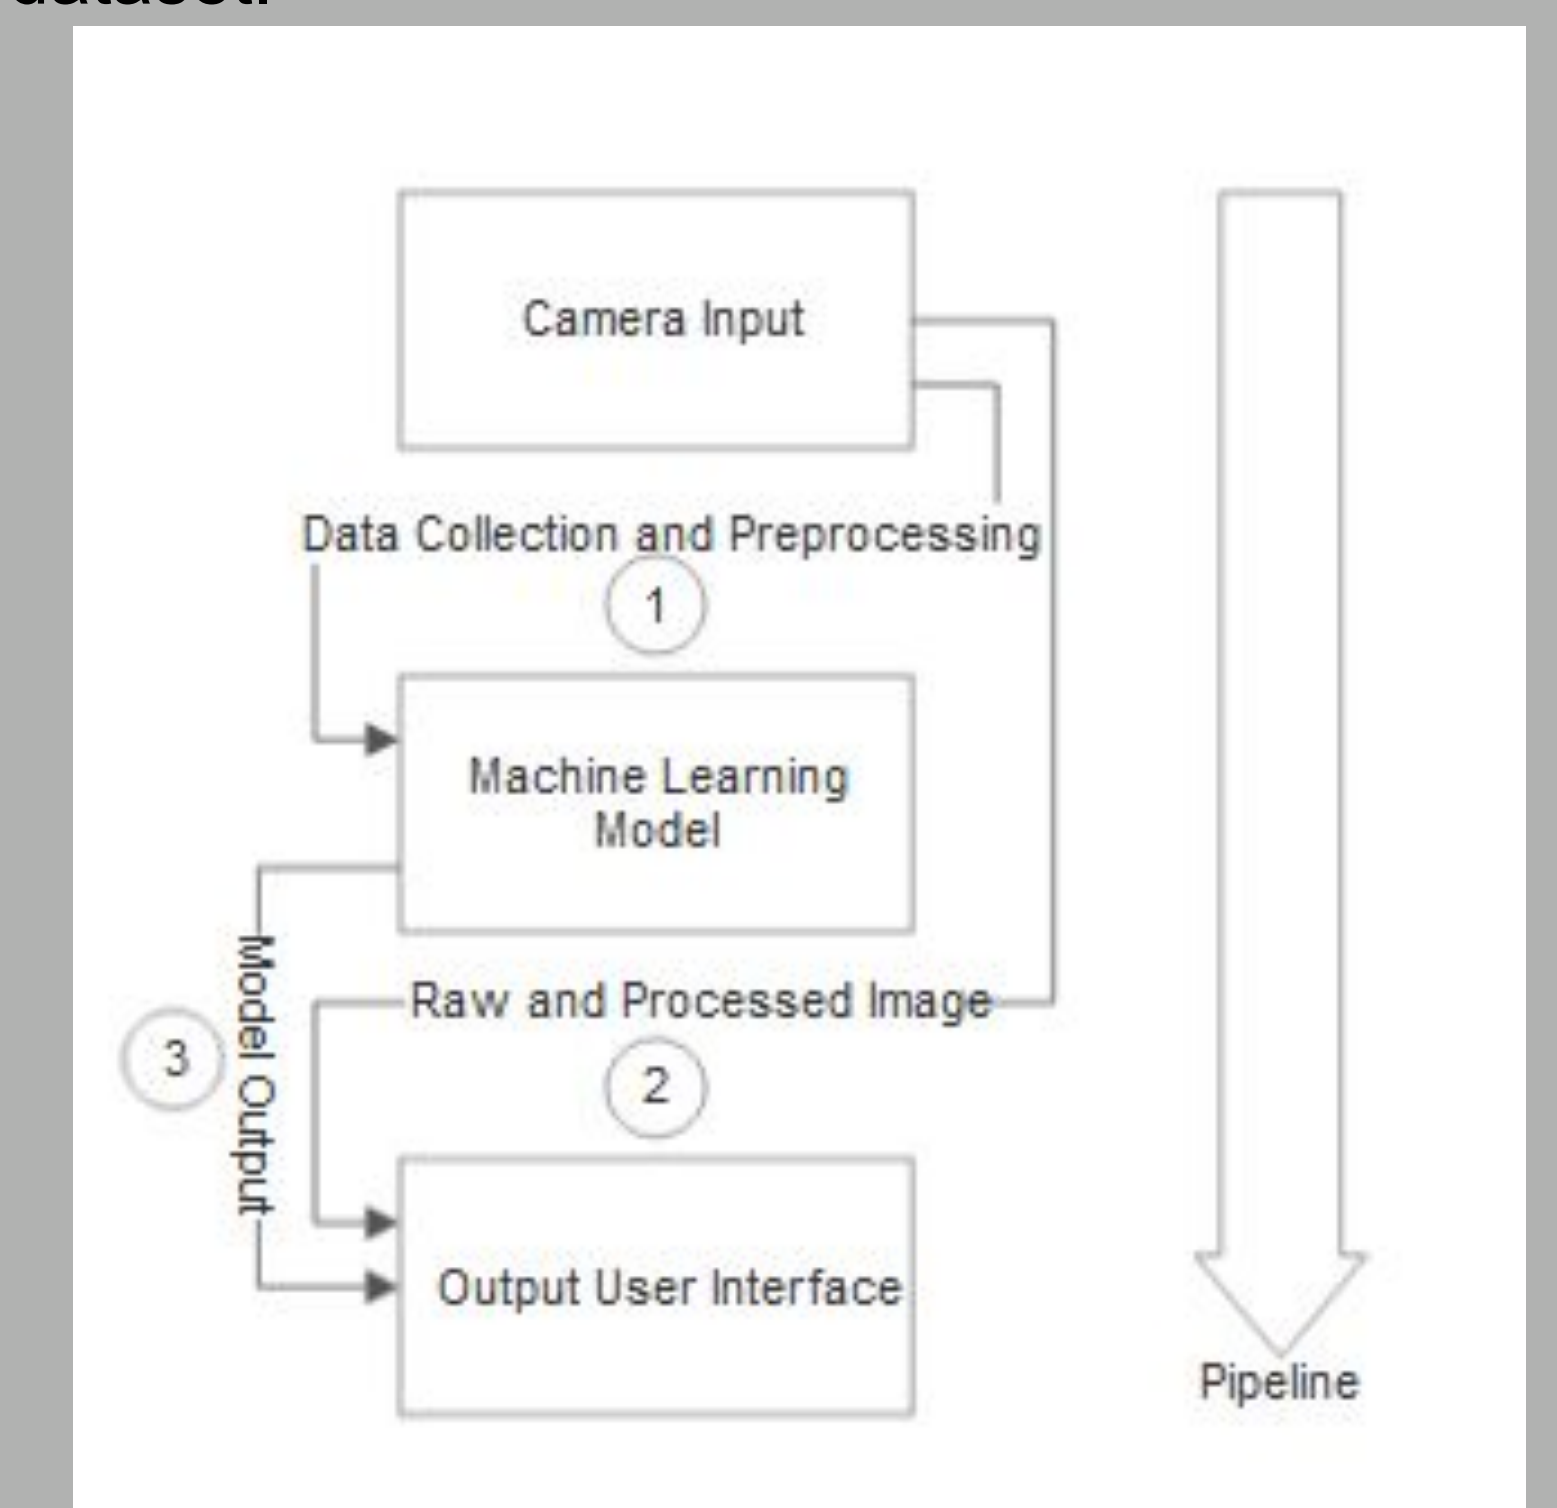 dataset.
Camera Input
Data Collection and Preprocessing
1
Machine Learning
Model
Raw and Processed Image
2
3
Model Output
Output User Interface
Pipeline